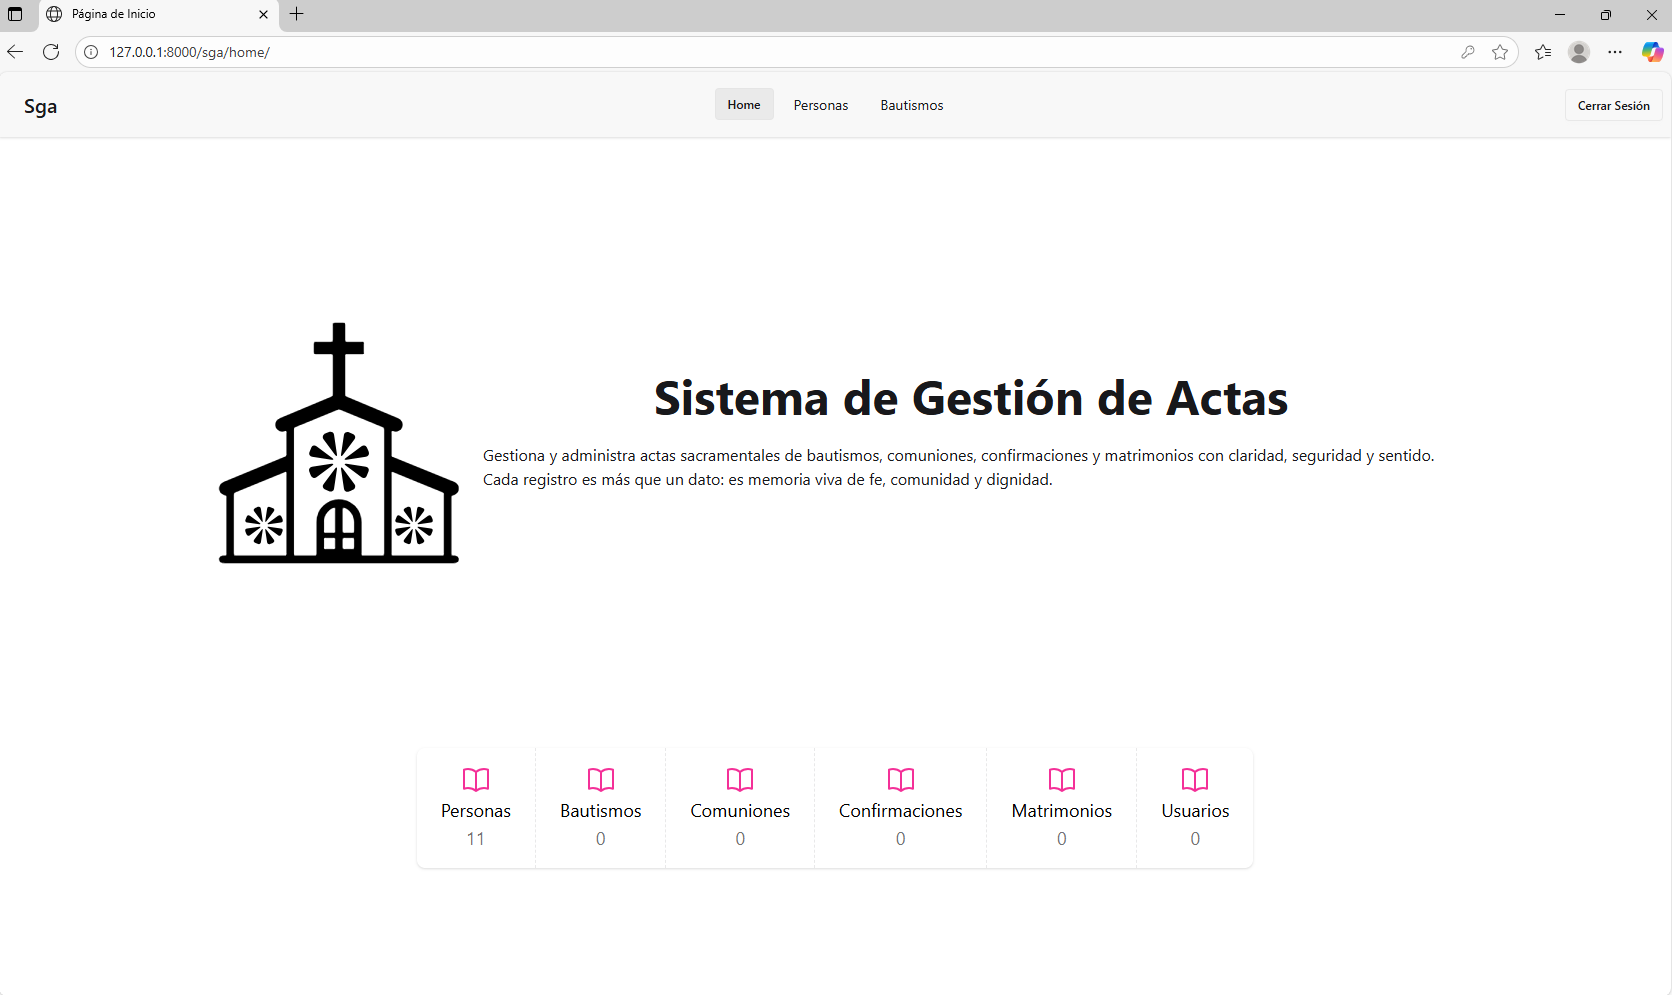 Página de Inicio
127.0.0.1:8000/sga/home/
Sga
Home
Personas
Bautismos
Cerrar Sesión
Sistema de Gestión de Actas
Gestiona y administra actas sacramentales de bautismos, comuniones, confirmaciones y matrimonios con claridad, seguridad y sentido.
Cada registro es más que un dato: es memoria viva de fe, comunidad y dignidad.
Personas
11
Bautismos
0
Comuniones
0
Confirmaciones
0
Matrimonios
0
Usuarios
0